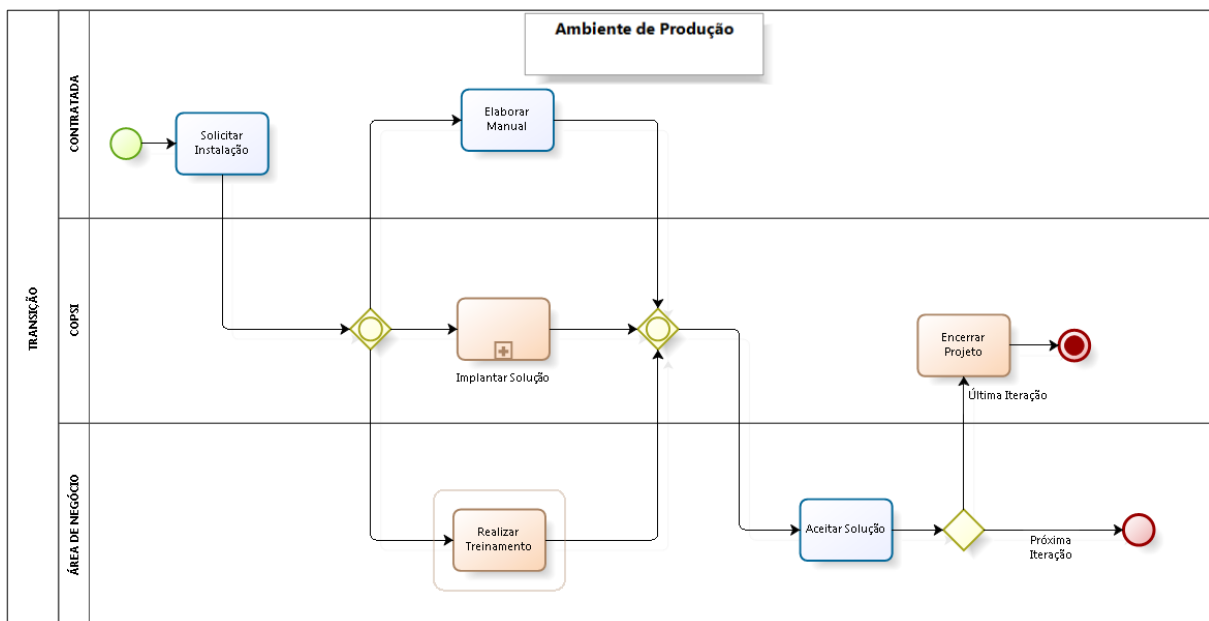 Ambiente de Produção
TRANSIÇÃO
CONTRATADA
Solicitar
Instalação
Elaborar
Manual
COPSI
Implantar Solução
Encerrar
Projeto
Última Iteração
ÁREA DE NEGÓCIO
Realizar
Treinamento
Aceitar Solução
Próxima
Iteração